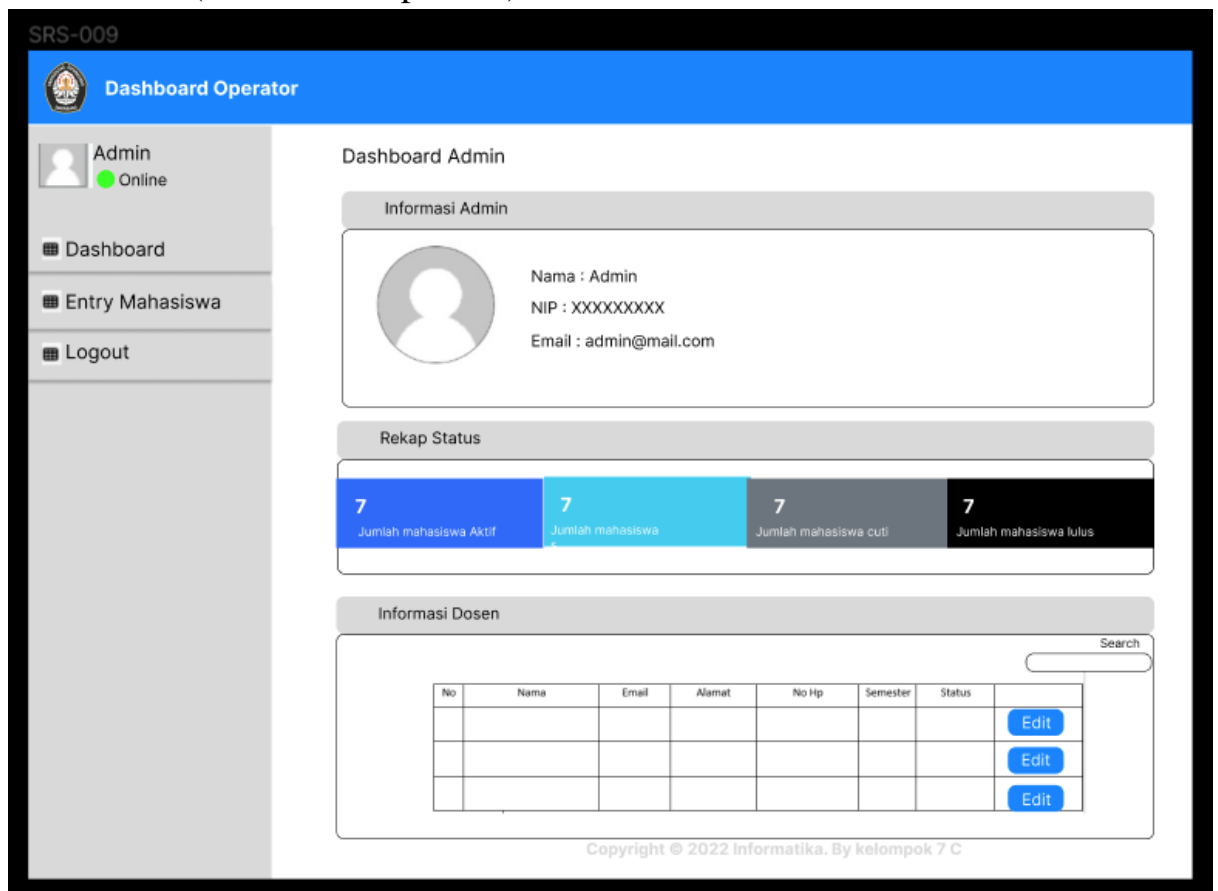 SRS-009
Dashboard Operator
Admin
Online
Dashboard
Entry Mahasiswa
Logout
Dashboard Admin
Informasi Admin
Nama : Admin
NIP : XXXXXXXXX
Email : admin@mail.com
Rekap Status
7
Jumlah mahasiswa Aktif
7
Jumlah mahasiswa
7
Jumlah mahasiswa cuti
7
Jumlah mahasiswa lulus
Informasi Dosen
Search
No Nama Email Alamat No Hp Semester Status
Edit
Edit
Edit
Copyright © 2022 Informatika. By kelompok 7 C